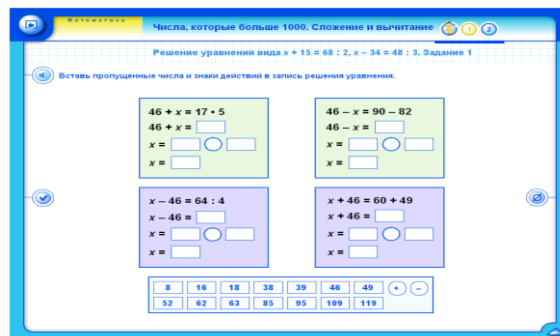 Математика
Числа, которые больше 1000. Сложение и вычитание 1 2
Решение уравнений вида x + 15 = 68 : 2, x – 34 = 48 : 3. Задание 1
Вставь пропущенные числа и знаки действий в запись решения уравнения.
46 + x = 17 • 5
46 + x =
x =
x =
46 – x = 90 – 82
46 – x =
x =
x =
x – 46 = 64 : 4
x – 46 =
x =
x =
x + 46 = 60 + 49
x + 46 =
x =
x =
8 16 18 38 39 46 49 + –
52 62 63 85 95 109 119